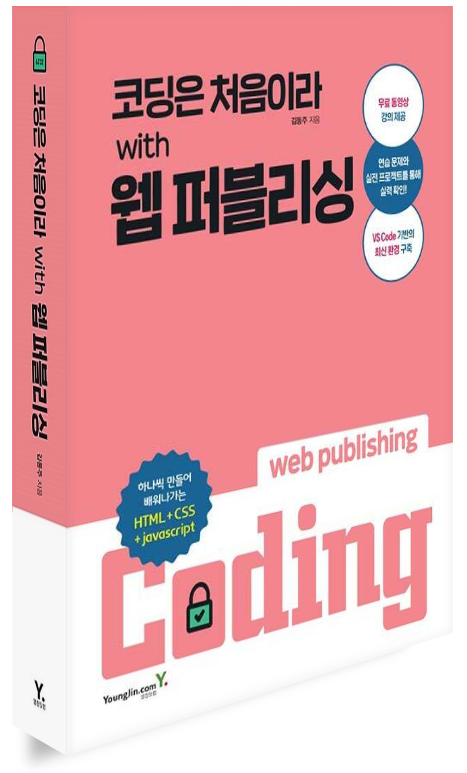 코딩은 처음이라
김동주 지음
with
웹 퍼블리싱
무료 동영상
강의 제공
연습 문제와
실전 프로젝트를 통해
실력 확인!
VS Code 기반의
최신 환경 구축
web publishing
하나씩 만들어
배워나가는
HTML + CSS
+ javascript
Coding
YoungJin.com Y.
영진닷컴
코딩은 처음이라 with 웹 퍼블리싱
김동주 지음
Y.
영진닷컴